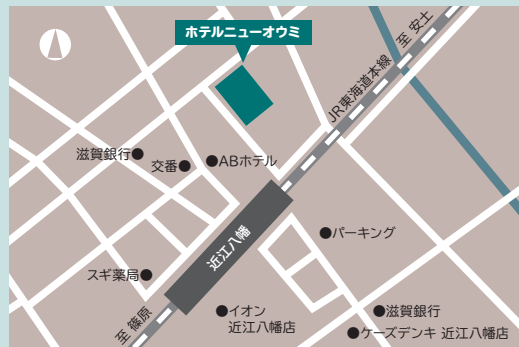 ホテルニューオウミ
至 安土
JR東海道本線
滋賀銀行
交番
ABホテル
近江八幡
パーキング
スギ薬局
至 篠原
イオン
近江八幡店
滋賀銀行
ケーズデンキ 近江八幡店